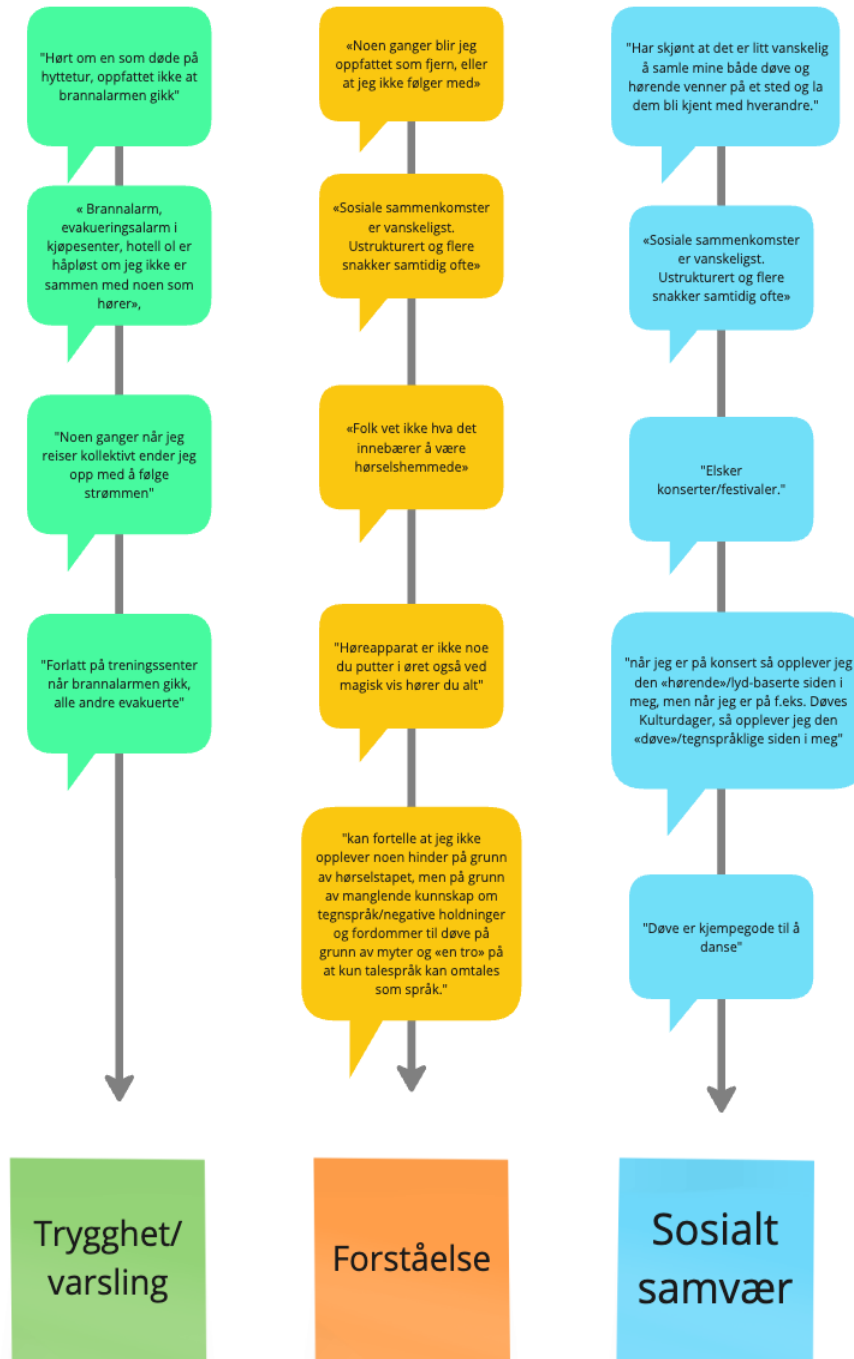 "Hørt om en som døde på
hyttetur, oppfattet ikke at
brannalarmen gikk"
« Brannalarm,
evakueringsalarm i
kjøpesenter, hotell ol er
håpløst om jeg ikke er
sammen med noen som
hører»,
"Noen ganger når jeg
reiser kollektivt ender jeg
opp med å følge
strømmen"
"Forlatt på treningssenter
når brannalarmen gikk,
alle andre evakuerte"
Trygghet/
varsling
«Noen ganger blir jeg
oppfattet som fjern, eller
at jeg ikke følger med»
«Sosiale sammenkomster
er vanskeligst.
Ustrukturert og flere
snakker samtidig ofte»
«Folk vet ikke hva det
innebærer å være
hørselshemmede»
"Høreapparat er ikke noe
du putter i øret også ved
magisk vis hører du alt"
"kan fortelle at jeg ikke
opplever noen hinder på grunn
av hørselstapet, men på grunn
av manglende kunnskap om
tegnspråk/negative holdninger
og fordommer til døve på
grunn av myter og «en tro» på
at kun talespråk kan omtales
som språk."
Forståelse
"Har skjønt at det er litt vanskelig
å samle mine både døve og
hørende venner på et sted og la
dem bli kjent med hverandre."
«Sosiale sammenkomster
er vanskeligst.
Ustrukturert og flere
snakker samtidig ofte»
"Elsker
konserter/festivaler."
"når jeg er på konsert så opplever jeg
den «hørende»/lyd-baserte siden i
meg, men når jeg er på f.eks. Døves
Kulturdager, så opplever jeg den
«døve»/tegnspråklige siden i meg"
"Døve er kjempegode til å
danse"
Sosialt
samvær